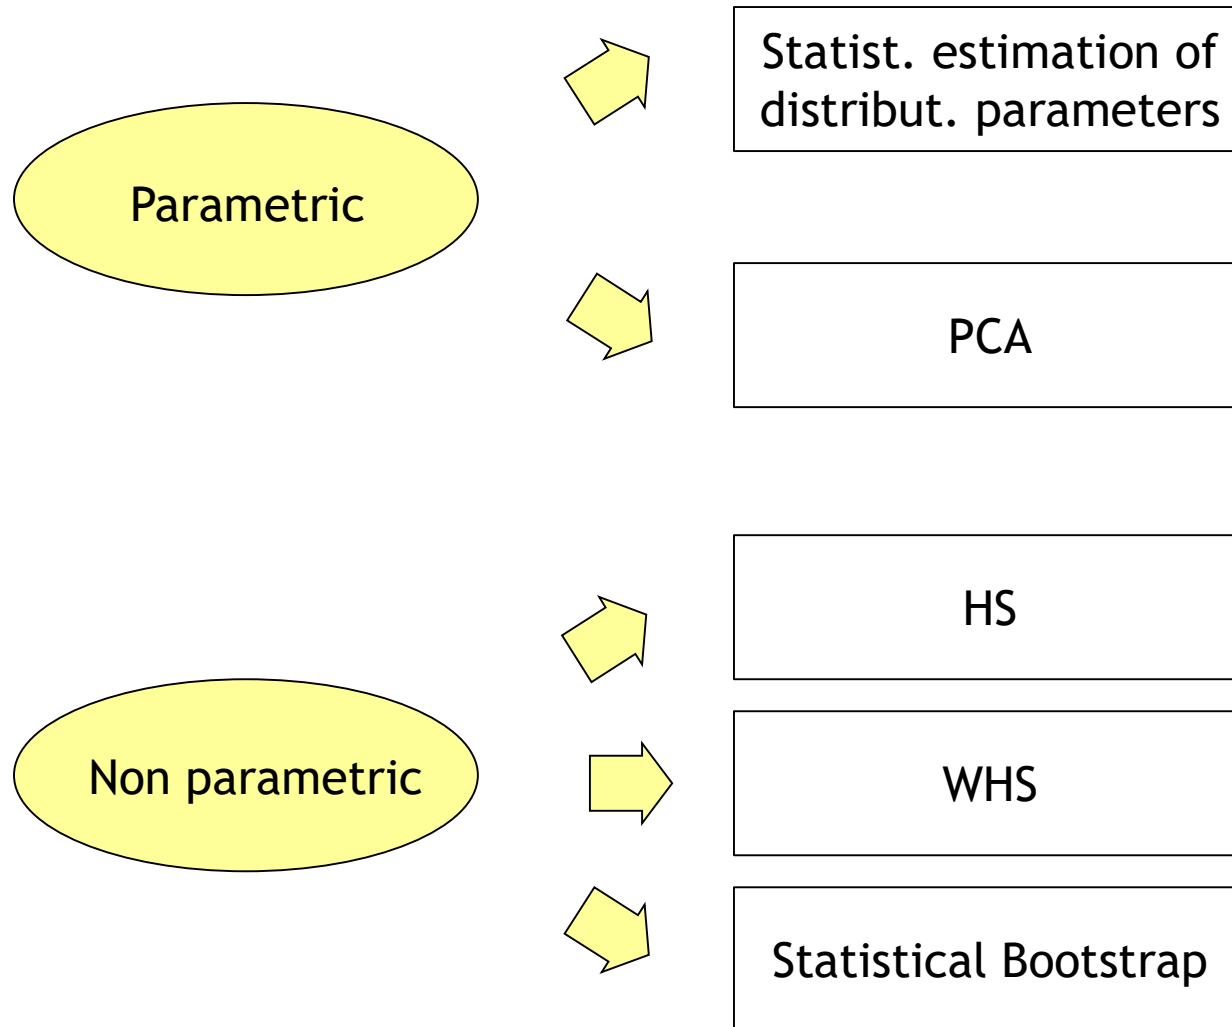 Statist. estimation of
distribut. parameters
Parametric
PCA
HS
Non parametric
WHS
Statistical Bootstrap